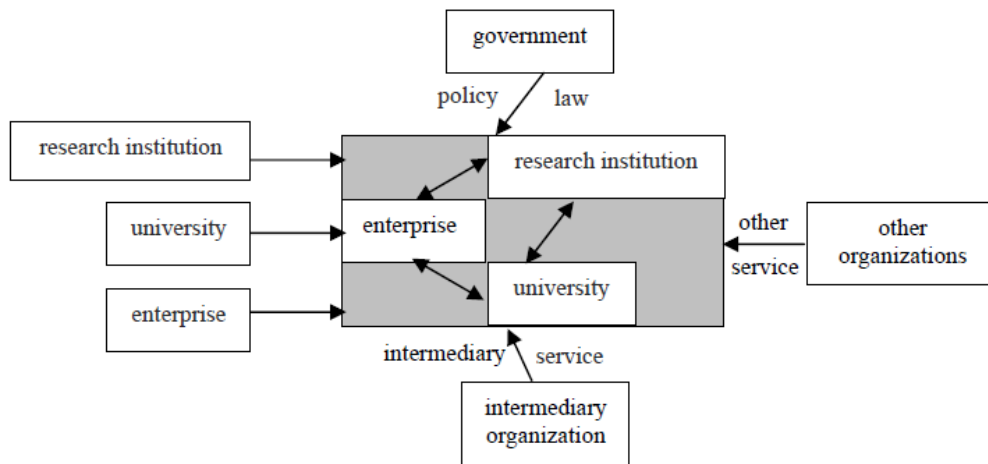 government
policy law
research institution
research institution
university
enterprise
other
service
other
organizations
enterprise
university
intermediary service
intermediary
organization